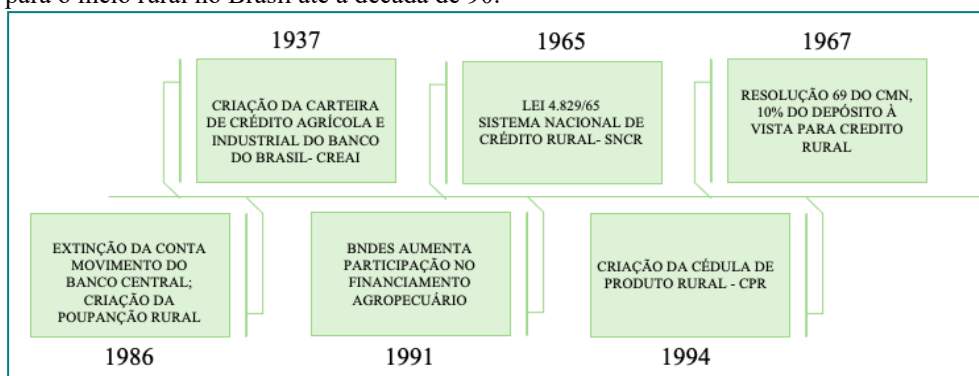 para o meio rural no Brasil até a década de 90.
1937
CRIAÇÃO DA CARTEIRA
DE CRÉDITO AGRÍCOLA E
INDUSTRIAL DO BANCO
DO BRASIL- CREAI
1965
LEI 4.829/65
SISTEMA NACIONAL DE
CRÉDITO RURAL- SNCR
1967
RESOLUÇÃO 69 DO CMN,
10% DO DEPÓSITO À
VISTA PARA CREDITO
RURAL
EXTINÇÃO DA CONTA
MOVIMENTO DO
BANCO CENTRAL;
CRIAÇÃO DA
POUPANÇÃO RURAL
1986
BNDES AUMENTA
PARTICIPAÇÃO NO
FINANCIAMENTO
AGROPECUÁRIO
1991
CRIAÇÃO DA CÉDULA DE
PRODUTO RURAL - CPR
1994